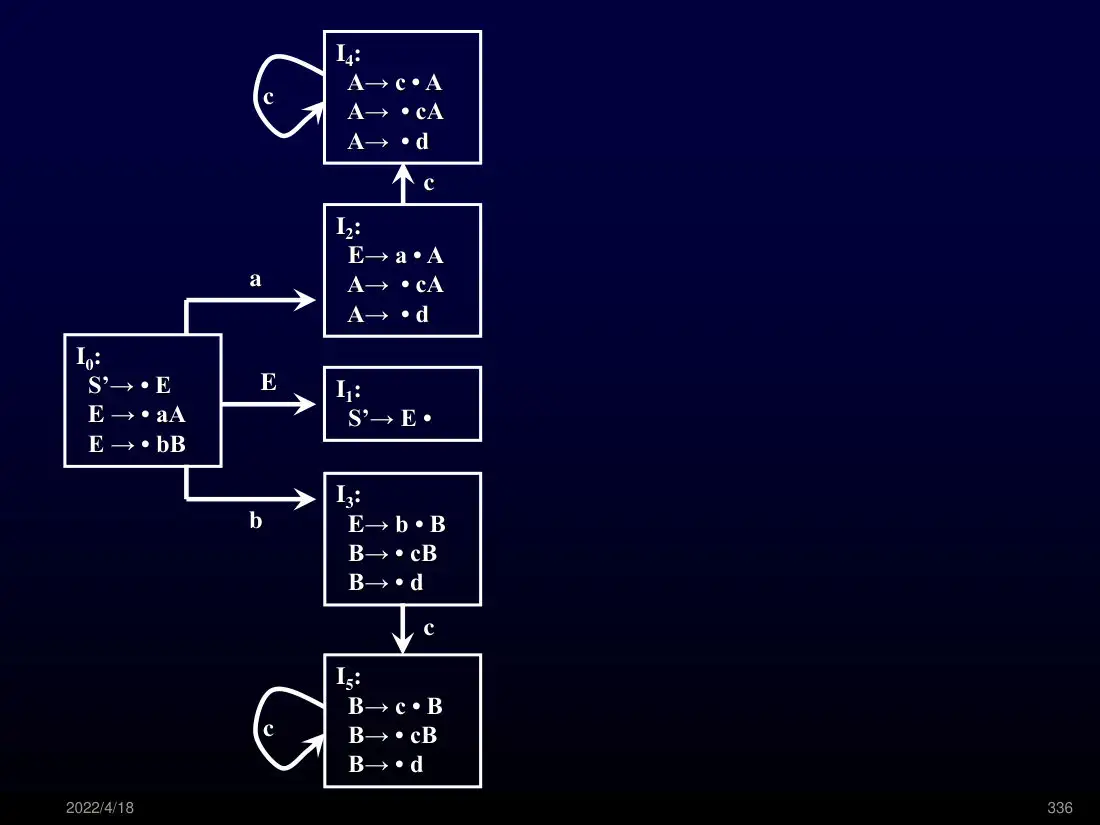 I4:
A→ c • A
c
A→ • cA
A→ • d
c
I2:
E→ a • A
a
A→ • cA
A→ • d
I0:
S’→ • E
E → • aA
E → • bB
E
I1:
S’→ E •
I3:
E→ b • B
b
B→ • cB
B→ • d
c
I5:
B→ c • B
c
B→ • cB
B→ • d
2022/4/18
336